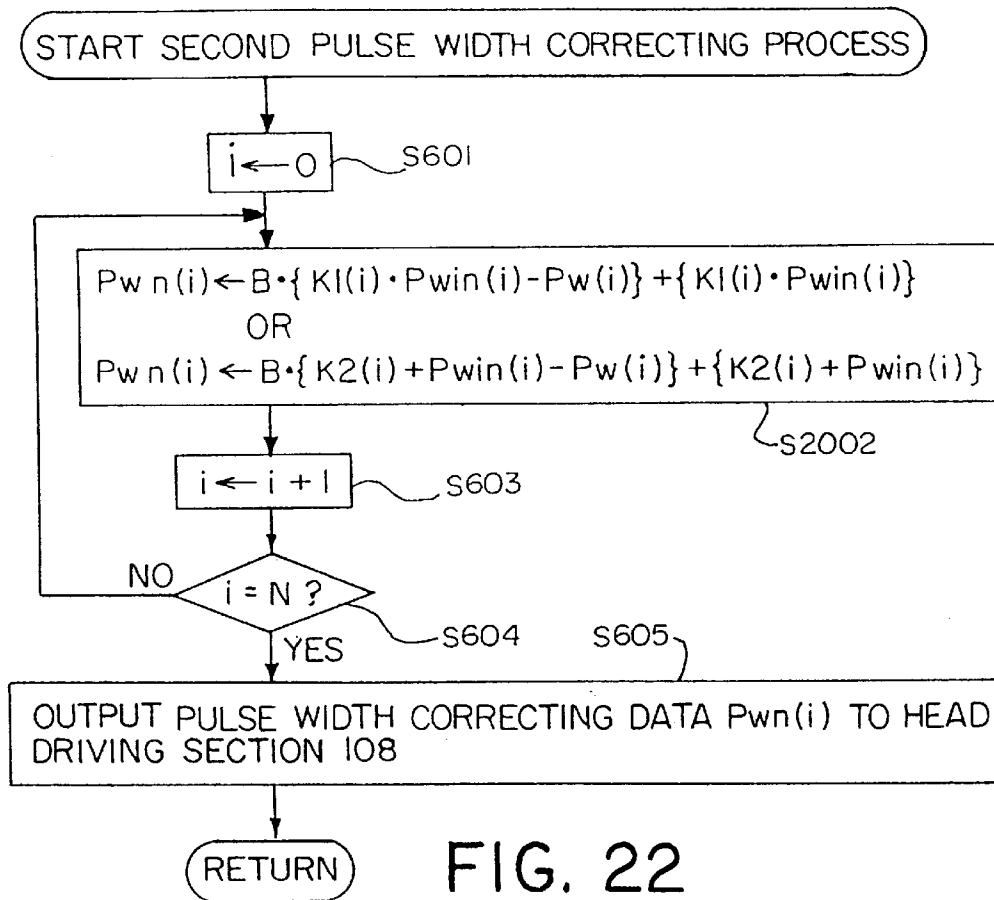 START SECOND PULSE WIDTH CORRECTING PROCESS
i ← 0
S601
Pwn(i) ← B·{K1(i)·Pwin(i)-Pw(i)}+{K1(i)·Pwin(i)}
OR
Pwn(i) ← B·{K2(i)+Pwin(i)-Pw(i)}+{K2(i)+Pwin(i)}
S2002
i ← i + 1
S603
NO
i = N ?
S604
YES
S605
OUTPUT PULSE WIDTH CORRECTING DATA Pwn(i) TO HEAD
DRIVING SECTION 108
RETURN
FIG. 22